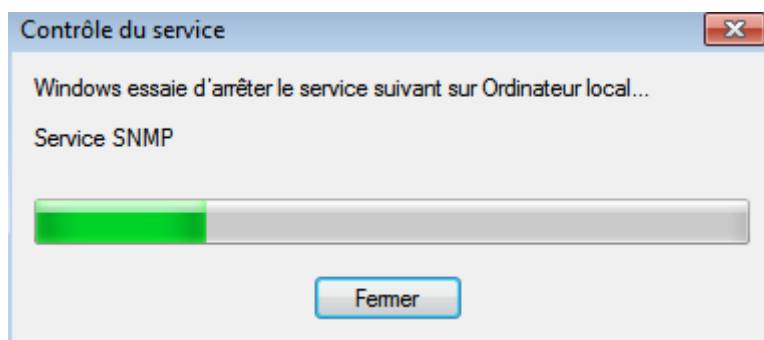 Contrôle du service
Windows essaie d'arrêter le service suivant sur Ordinateur local...
Service SNMP
Fermer